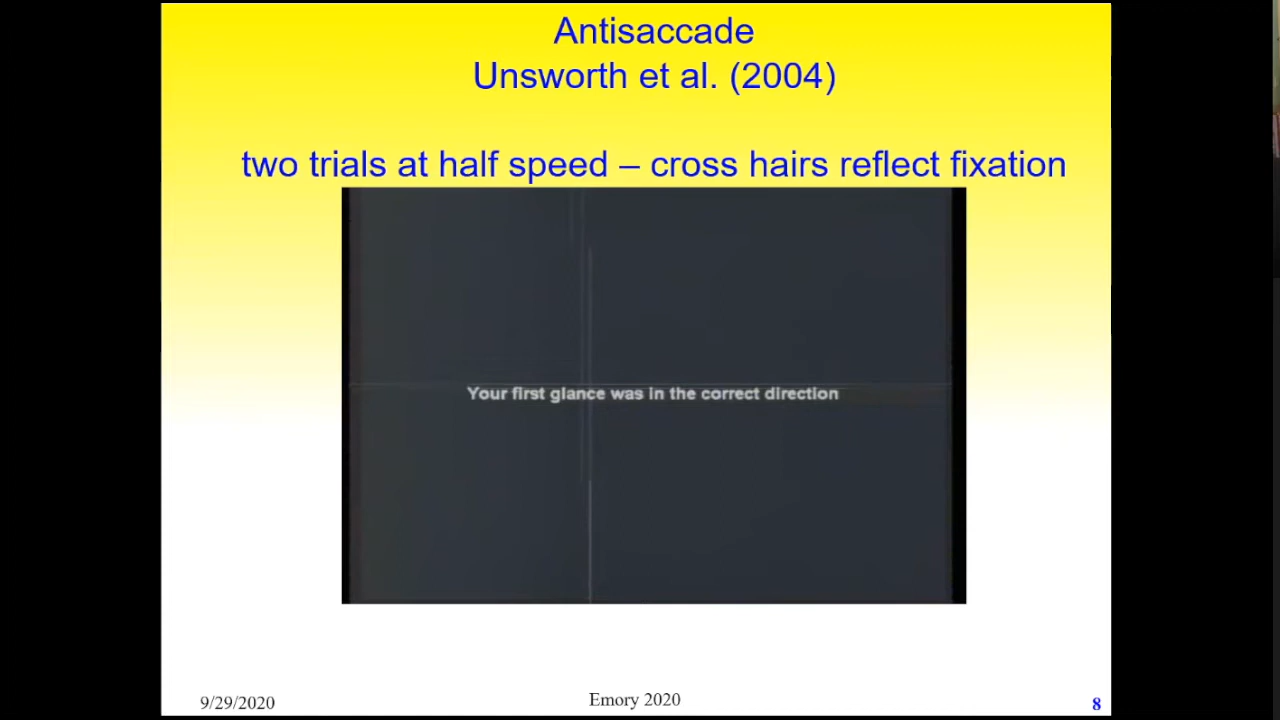 Antisaccade
Unsworth et al. (2004)
two trials at half speed – cross hairs reflect fixation
Your first glance was in the correct direction
9/29/2020
Emory 2020
8